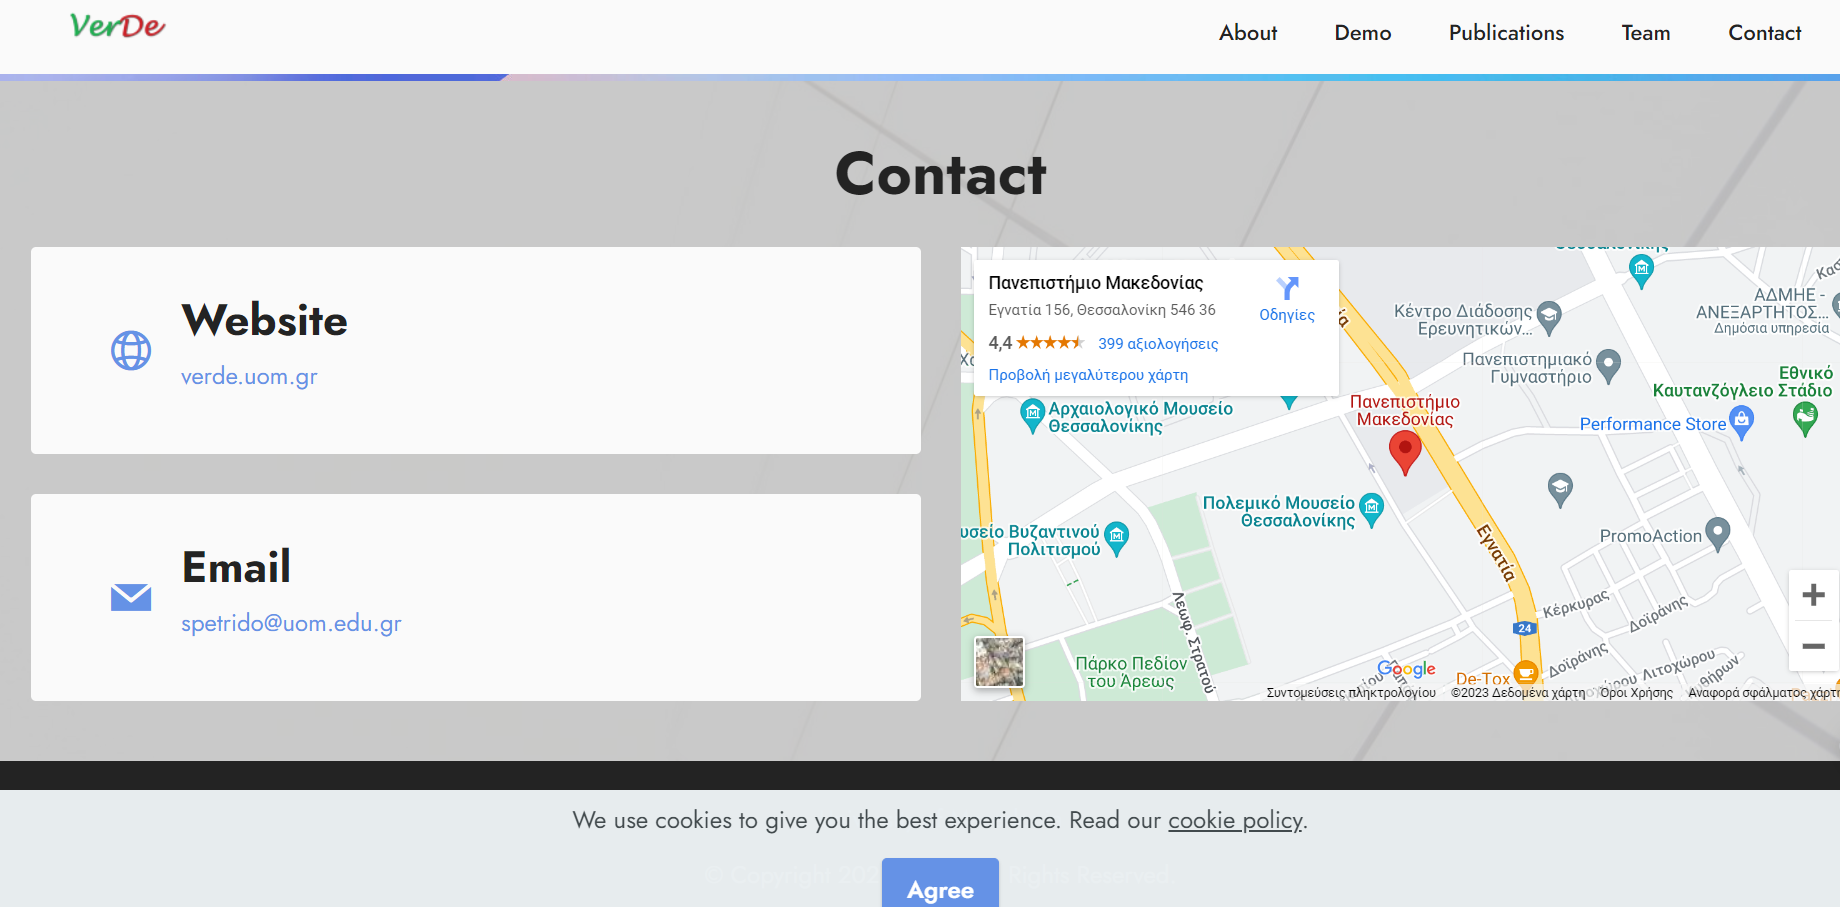 VerDe
About
Demo
Publications
Team
Contact
Contact
Website
verde.uom.gr
Email
spetrido@uom.edu.gr
Πανεπιστήμιο Μακεδονίας
Εγνατία 156, Θεσσαλονίκη 546 36
4,4
399 αξιολογήσεις
Προβολή μεγαλύτερου χάρτη
Οδηγίες
Κέντρο Διάδοσης
Ερευνητικών...
ΑΔΜΗΕ -
ΑΝΕΞΑΡΤΗΤΟΣ...
Δημόσια υπηρεσία
Πανεπιστημιακό
Γυμναστήριο
Εθνικό
Καυτανζόγλειο Στάδιο
Performance Store
Πανεπιστήμιο
Μακεδονίας
Αρχαιολογικό Μουσείο
Θεσσαλονίκης
Πολεμικό Μουσείο
Θεσσαλονίκης
υσείο Βυζαντινού
Πολιτισμού
PromoAction
Εγνατία
Λεωφ. Στρατού
Κέρκυρας
Δοϊράνης
24
Δοϊράνης
Λιτοχώρου
Πάρκο Πεδίον
του Άρεως
Google
De-Tox
Συντομεύσεις πληκτρολογίου
©2023 Δεδομένα χάρτη
Όροι Χρήσης
Αναφορά σφάλματος χάρτη
We use cookies to give you the best experience. Read our cookie policy.
© Copyright 202
Rights Reserved
Agree